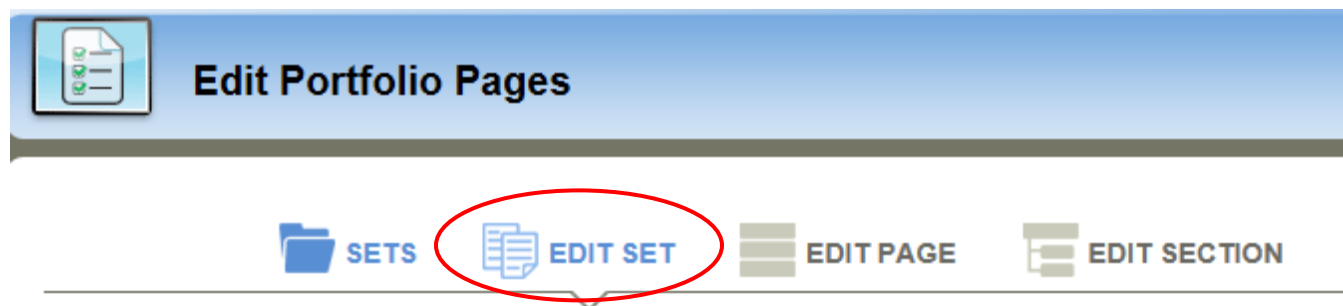 Edit Portfolio Pages
SETS EDIT SET EDIT PAGE EDIT SECTION